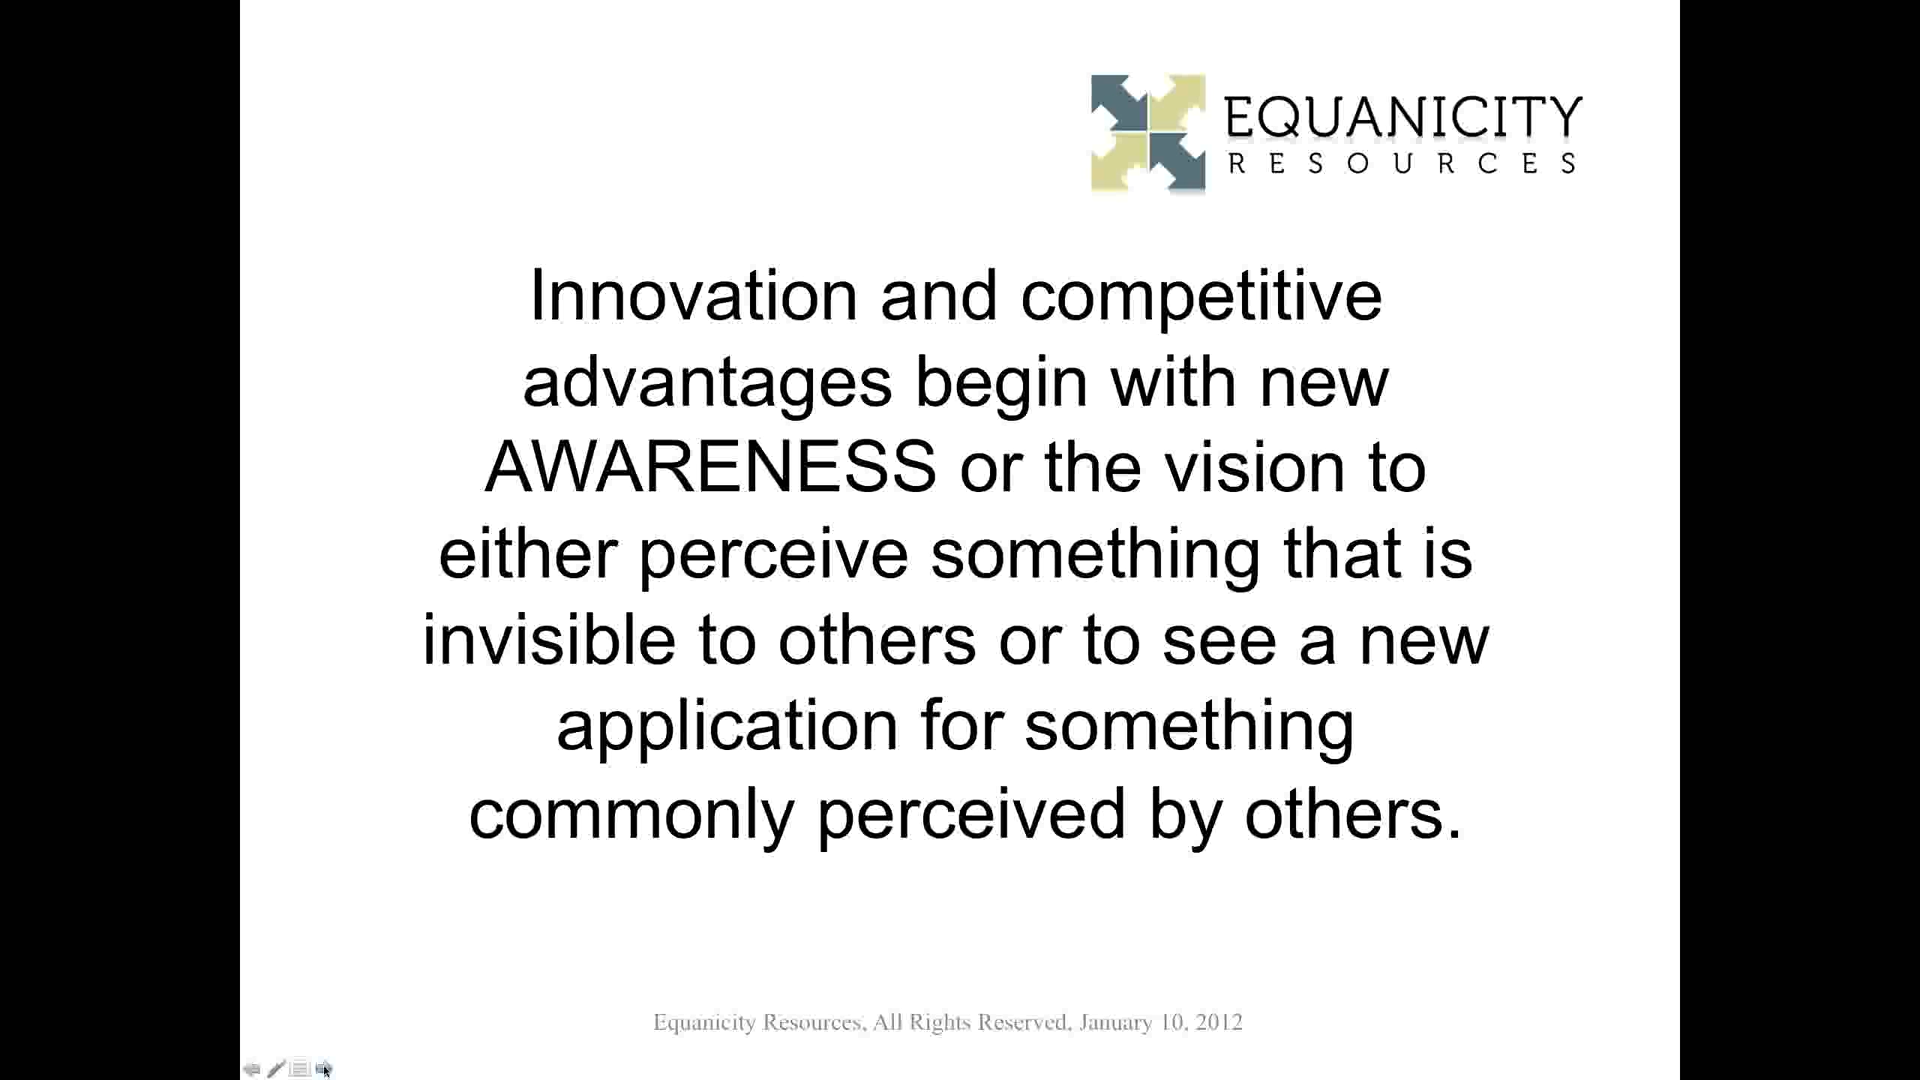 EQUANICITY
RESOURCES
Innovation and competitive
advantages begin with new
AWARENESS or the vision to
either perceive something that is
invisible to others or to see a new
application for something
commonly perceived by others.
Equanicity Resources, All Rights Reserved, January 10, 2012